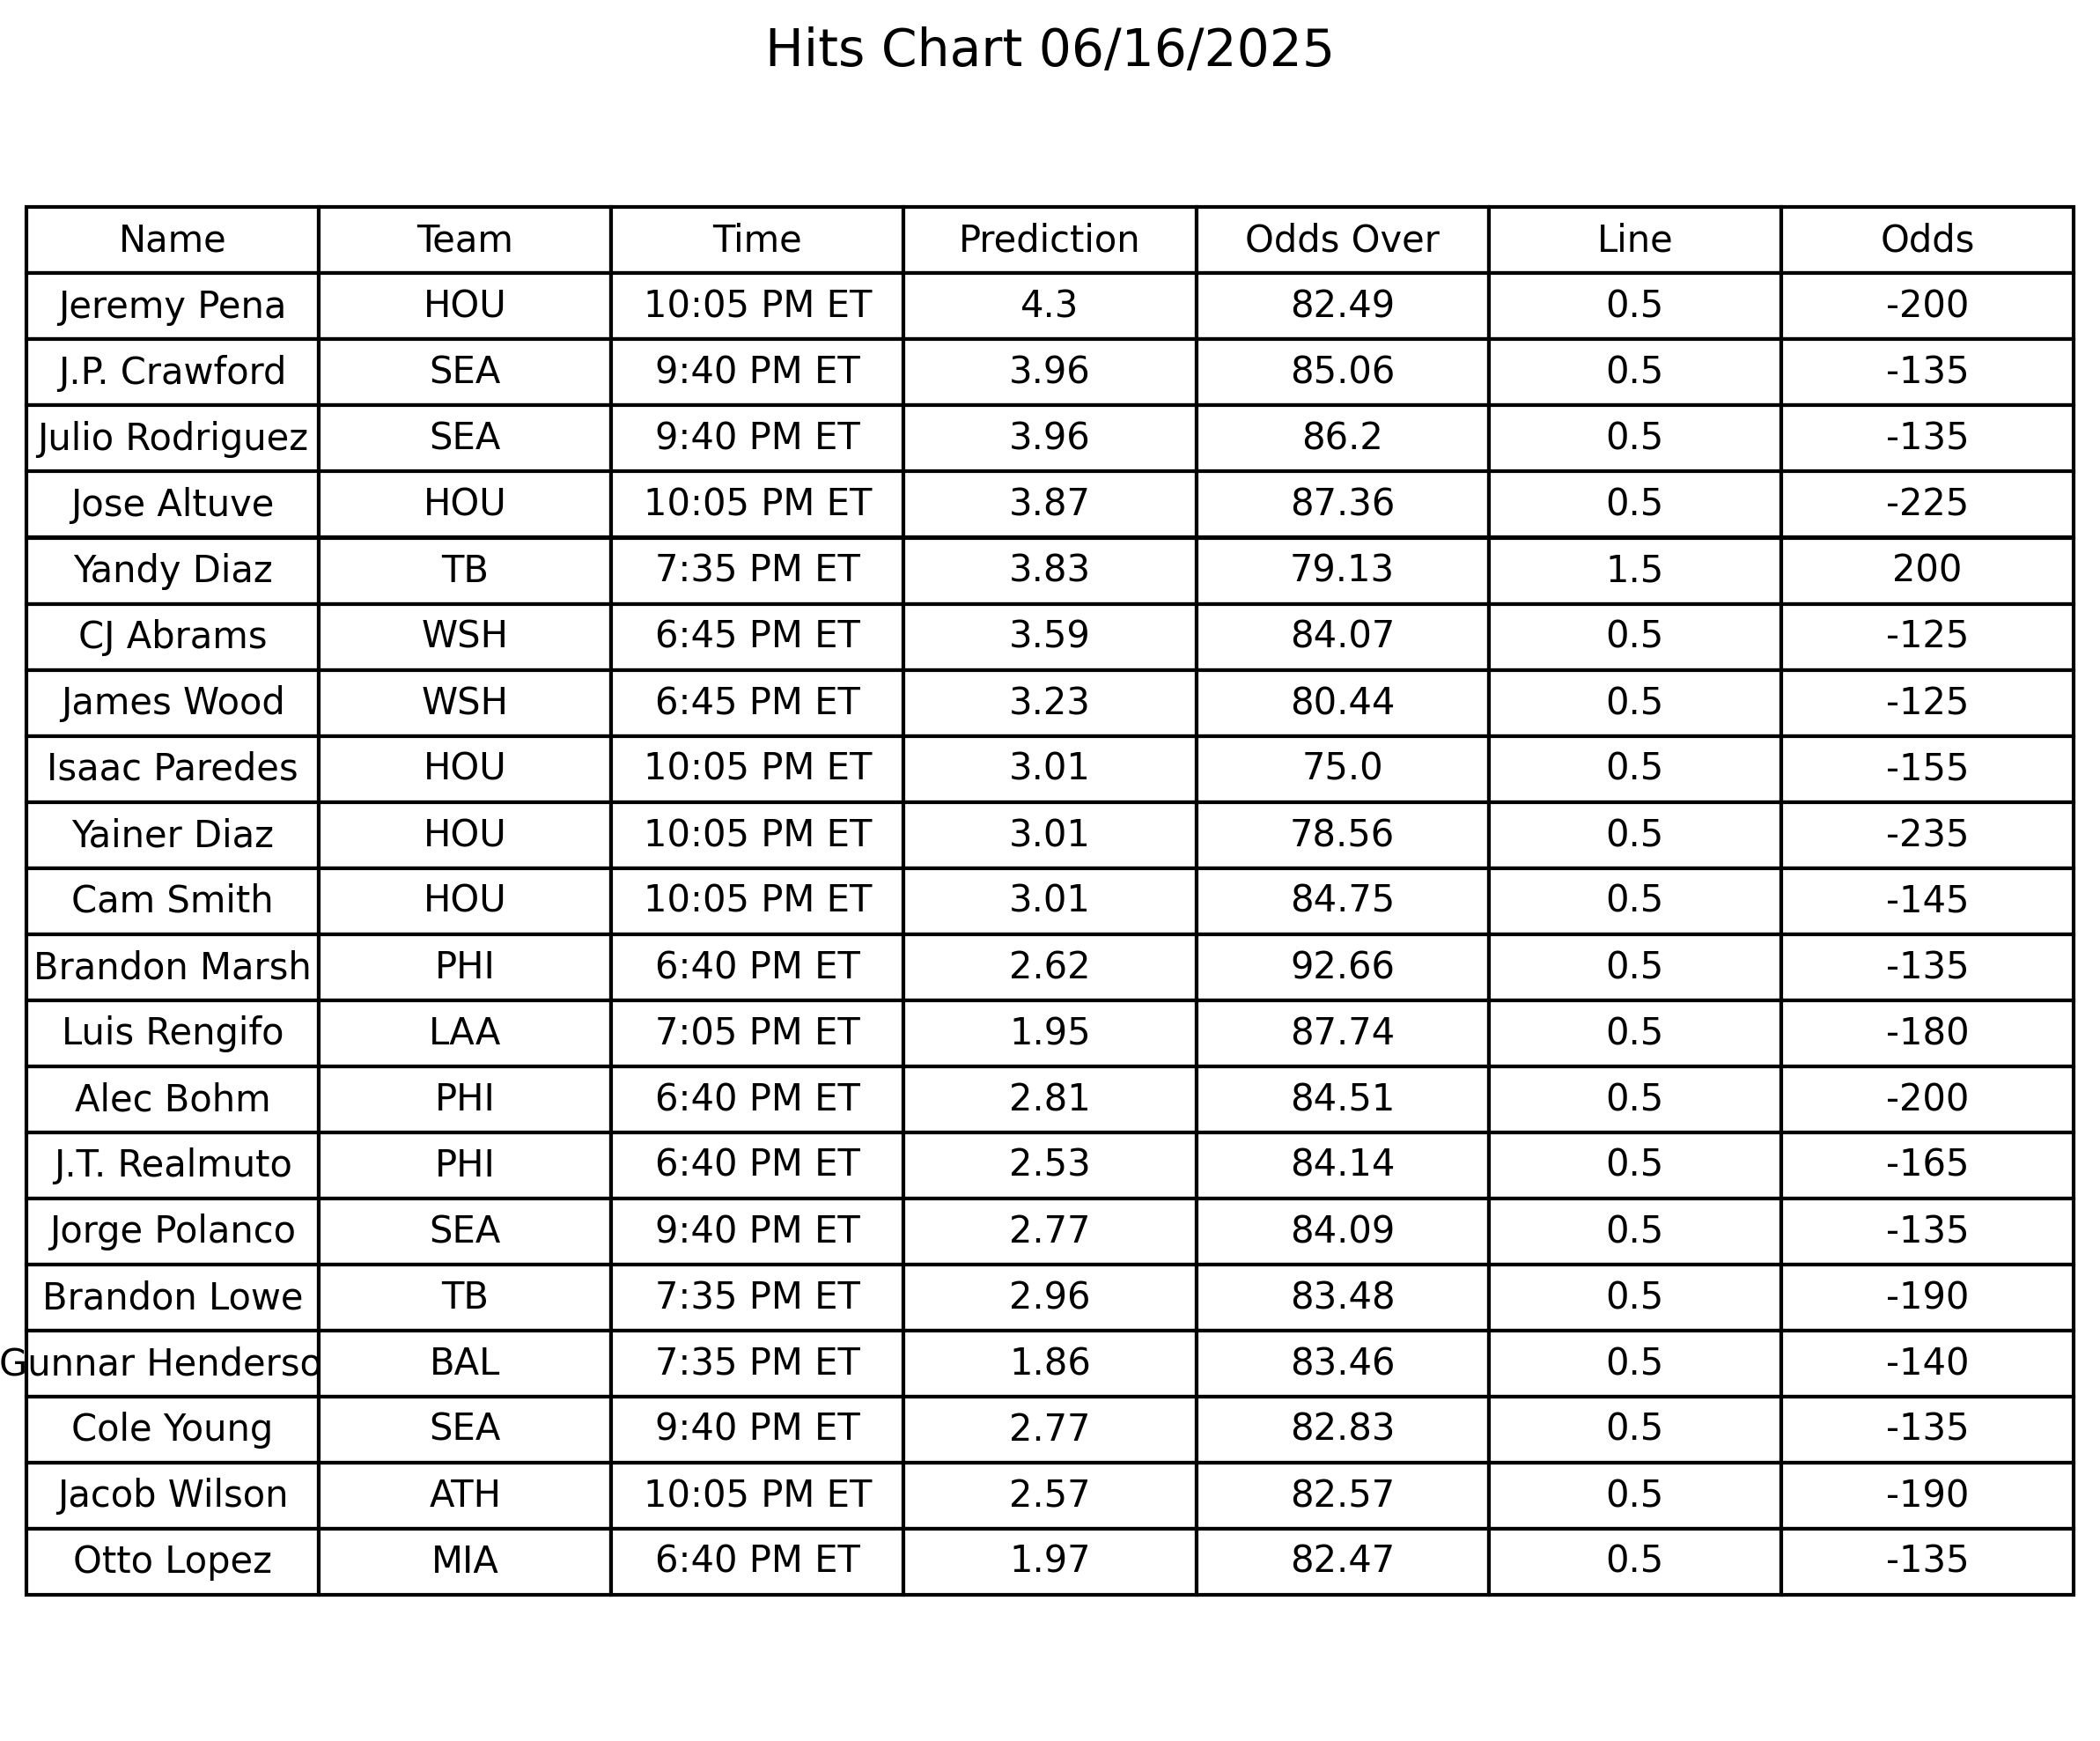 Hits Chart 06/16/2025
Name Team Time Prediction Odds Over Line Odds
Jeremy Pena HOU 10:05 PM ET 4.3 82.49 0.5 -200
J.P. Crawford SEA 9:40 PM ET 3.96 85.06 0.5 -135
Julio Rodriguez SEA 9:40 PM ET 3.96 86.2 0.5 -135
Jose Altuve HOU 10:05 PM ET 3.87 87.36 0.5 -225
Yandy Diaz TB 7:35 PM ET 3.83 79.13 1.5 200
CJ Abrams WSH 6:45 PM ET 3.59 84.07 0.5 -125
James Wood WSH 6:45 PM ET 3.23 80.44 0.5 -125
Isaac Paredes HOU 10:05 PM ET 3.01 75.0 0.5 -155
Yainer Diaz HOU 10:05 PM ET 3.01 78.56 0.5 -235
Cam Smith HOU 10:05 PM ET 3.01 84.75 0.5 -145
Brandon Marsh PHI 6:40 PM ET 2.62 92.66 0.5 -135
Luis Rengifo LAA 7:05 PM ET 1.95 87.74 0.5 -180
Alec Bohm PHI 6:40 PM ET 2.81 84.51 0.5 -200
J.T. Realmuto PHI 6:40 PM ET 2.53 84.14 0.5 -165
Jorge Polanco SEA 9:40 PM ET 2.77 84.09 0.5 -135
Brandon Lowe TB 7:35 PM ET 2.96 83.48 0.5 -190
Gunnar Henderso BAL 7:35 PM ET 1.86 83.46 0.5 -140
Cole Young SEA 9:40 PM ET 2.77 82.83 0.5 -135
Jacob Wilson ATH 10:05 PM ET 2.57 82.57 0.5 -190
Otto Lopez MIA 6:40 PM ET 1.97 82.47 0.5 -135